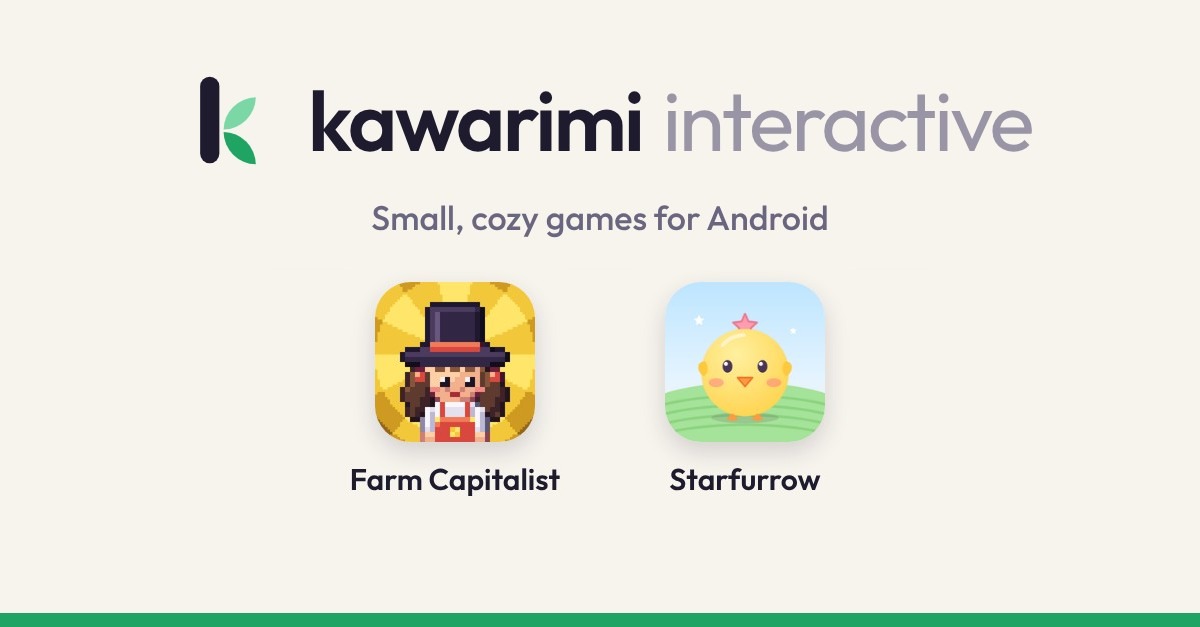 kawarimi interactive
Small, cozy games for Android
Farm Capitalist
Starfurrow